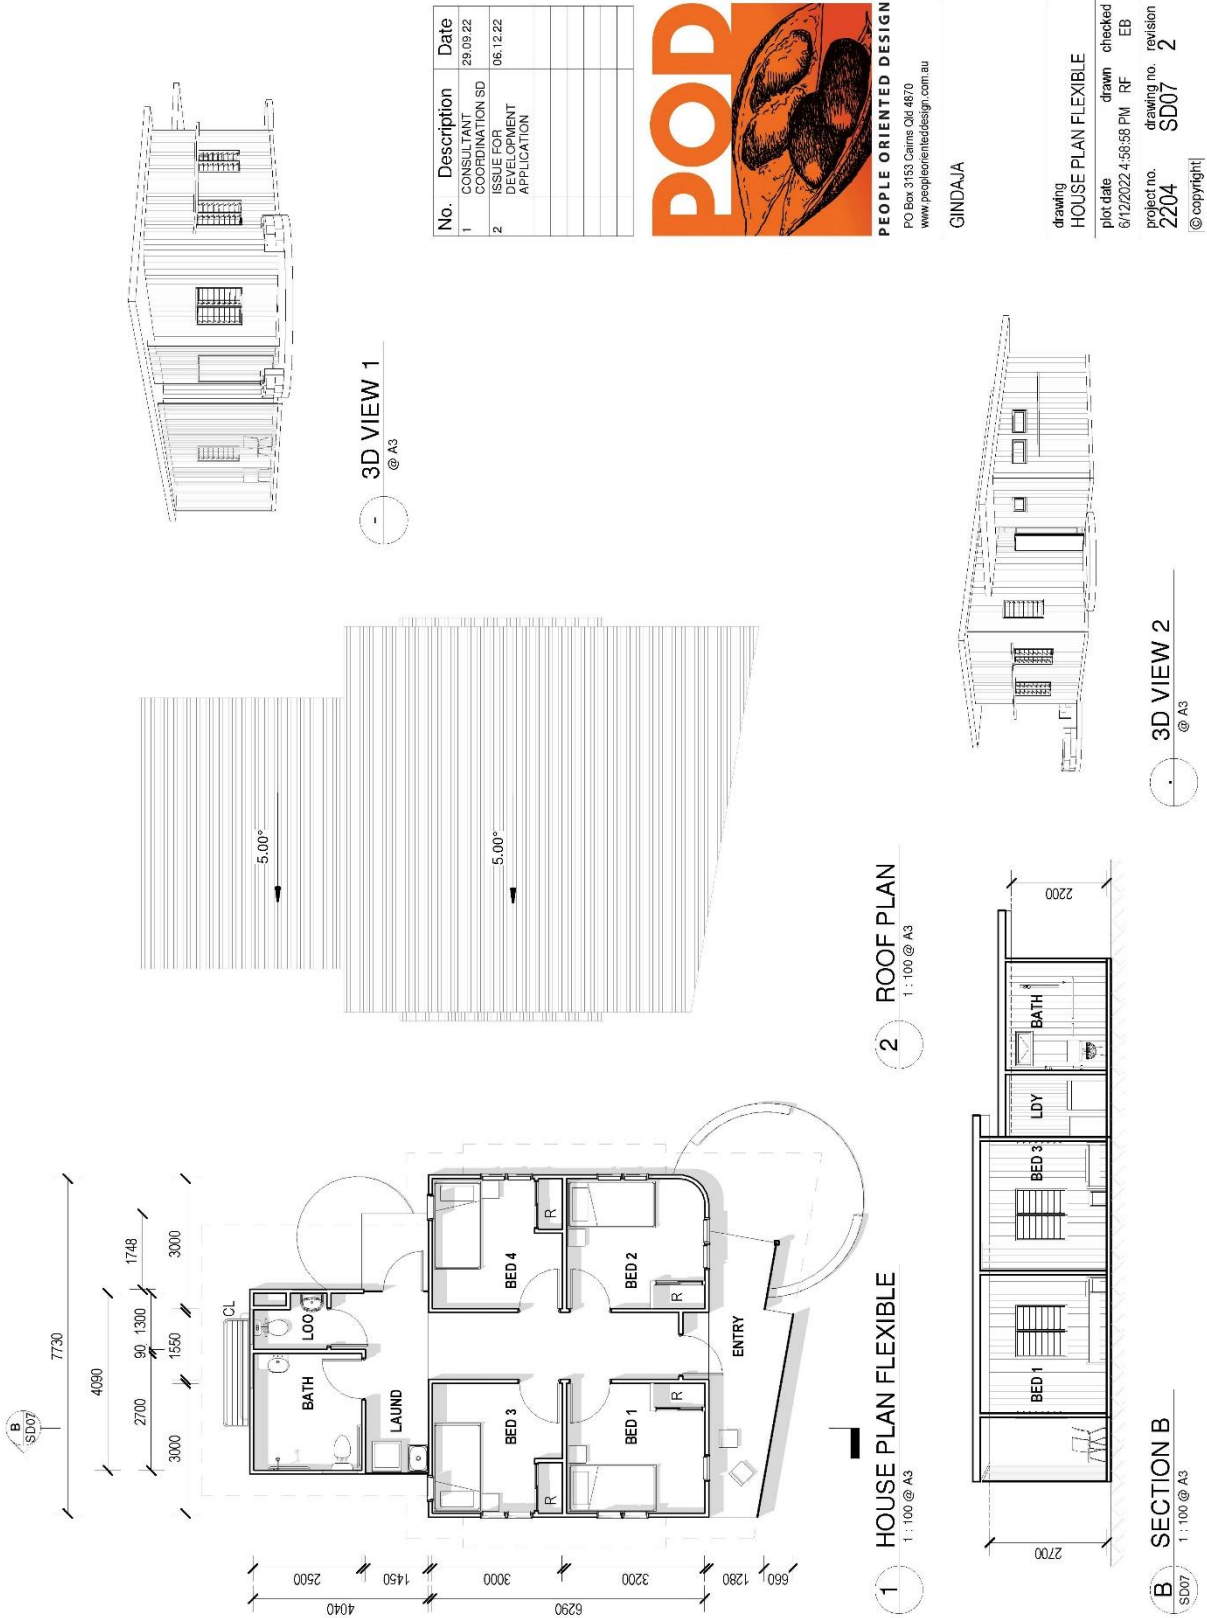 B
SD07
7730
4090
1748
2700
90
1300
3000
1550
3000
CL
LOO
BATH
LAUND
BED 3
BED 4
R
R
BED 1
BED 2
R
R
ENTRY
2500
1450
4040
3000
3200
6290
1280
660
1
HOUSE PLAN FLEXIBLE
1 : 100 @ A3
5.00°
5.00°
2
ROOF PLAN
1 : 100 @ A3
BED 1
BED 3
LDY
BATH
2700
2200
B
SD07
SECTION B
1 : 100 @ A3
-
3D VIEW 1
@ A3
-
3D VIEW 2
@ A3
No. Description Date
1 CONSULTANT 29.09.22
COORDINATION SD
2 ISSUE FOR 06.12.22
DEVELOPMENT
APPLICATION
POD
PEOPLE ORIENTED DESIGN
PO Box 3153 Cairns Qld 4870
www.peopleorienteddesign.com.au
GINDAJA
drawing
HOUSE PLAN FLEXIBLE
plot date drawn checked
6/12/2022 4:58:58 PM RF EB
project no. drawing no. revision
2204 SD07 2
© copyright